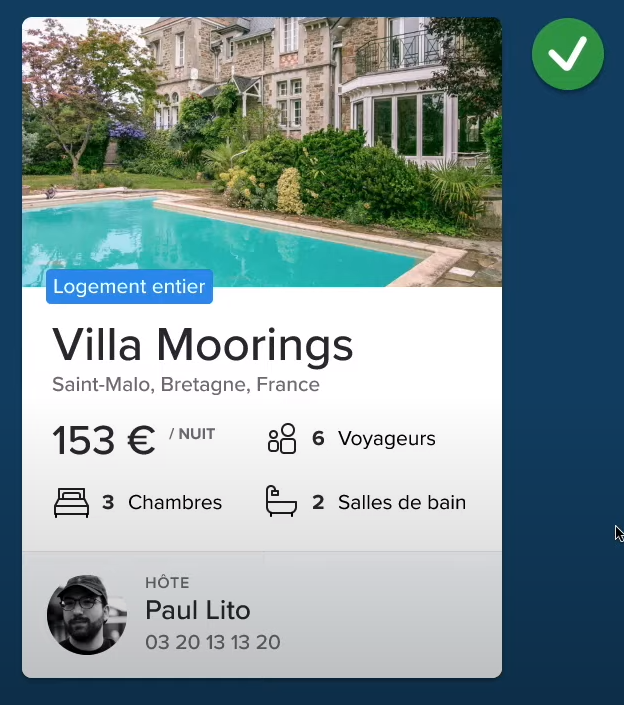 Logement entier
Villa Moorings
Saint-Malo, Bretagne, France
153 € / NUIT
6 Voyageurs
3 Chambres
2 Salles de bain
HÔTE
Paul Lito
03 20 13 13 20